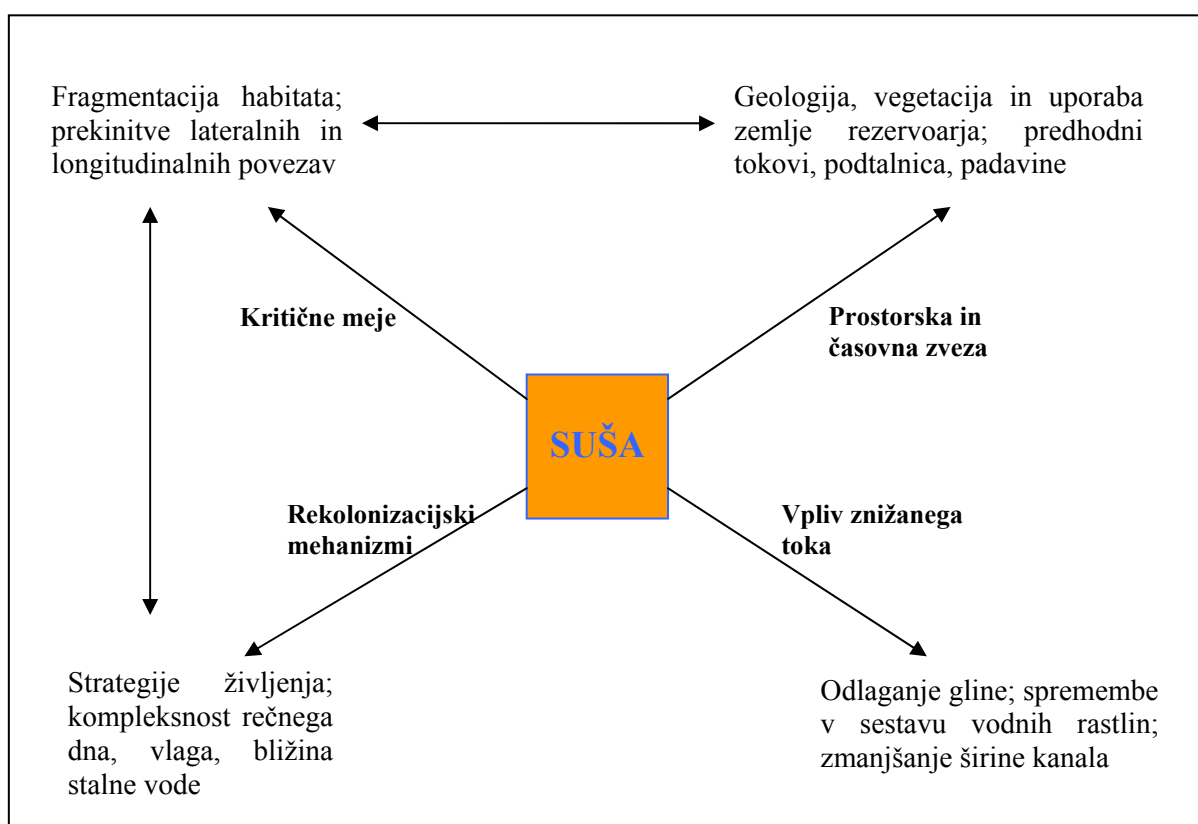 Fragmentacija habitata;
prekinitve lateralnih in
longitudinalnih povezav
Geologija, vegetacija in uporaba
zemlje rezervoarja; predhodni
tokovi, podtalnica, padavine
Kritične meje
Prostorska in
časovna zveza
SUŠA
Rekolonizacijski
mehanizmi
Vpliv znižanega
toka
Strategije življenja;
kompleksnost rečnega
dna, vlaga, bližina
stalne vode
Odlaganje gline; spremembe
v sestavu vodnih rastlin;
zmanjšanje širine kanala